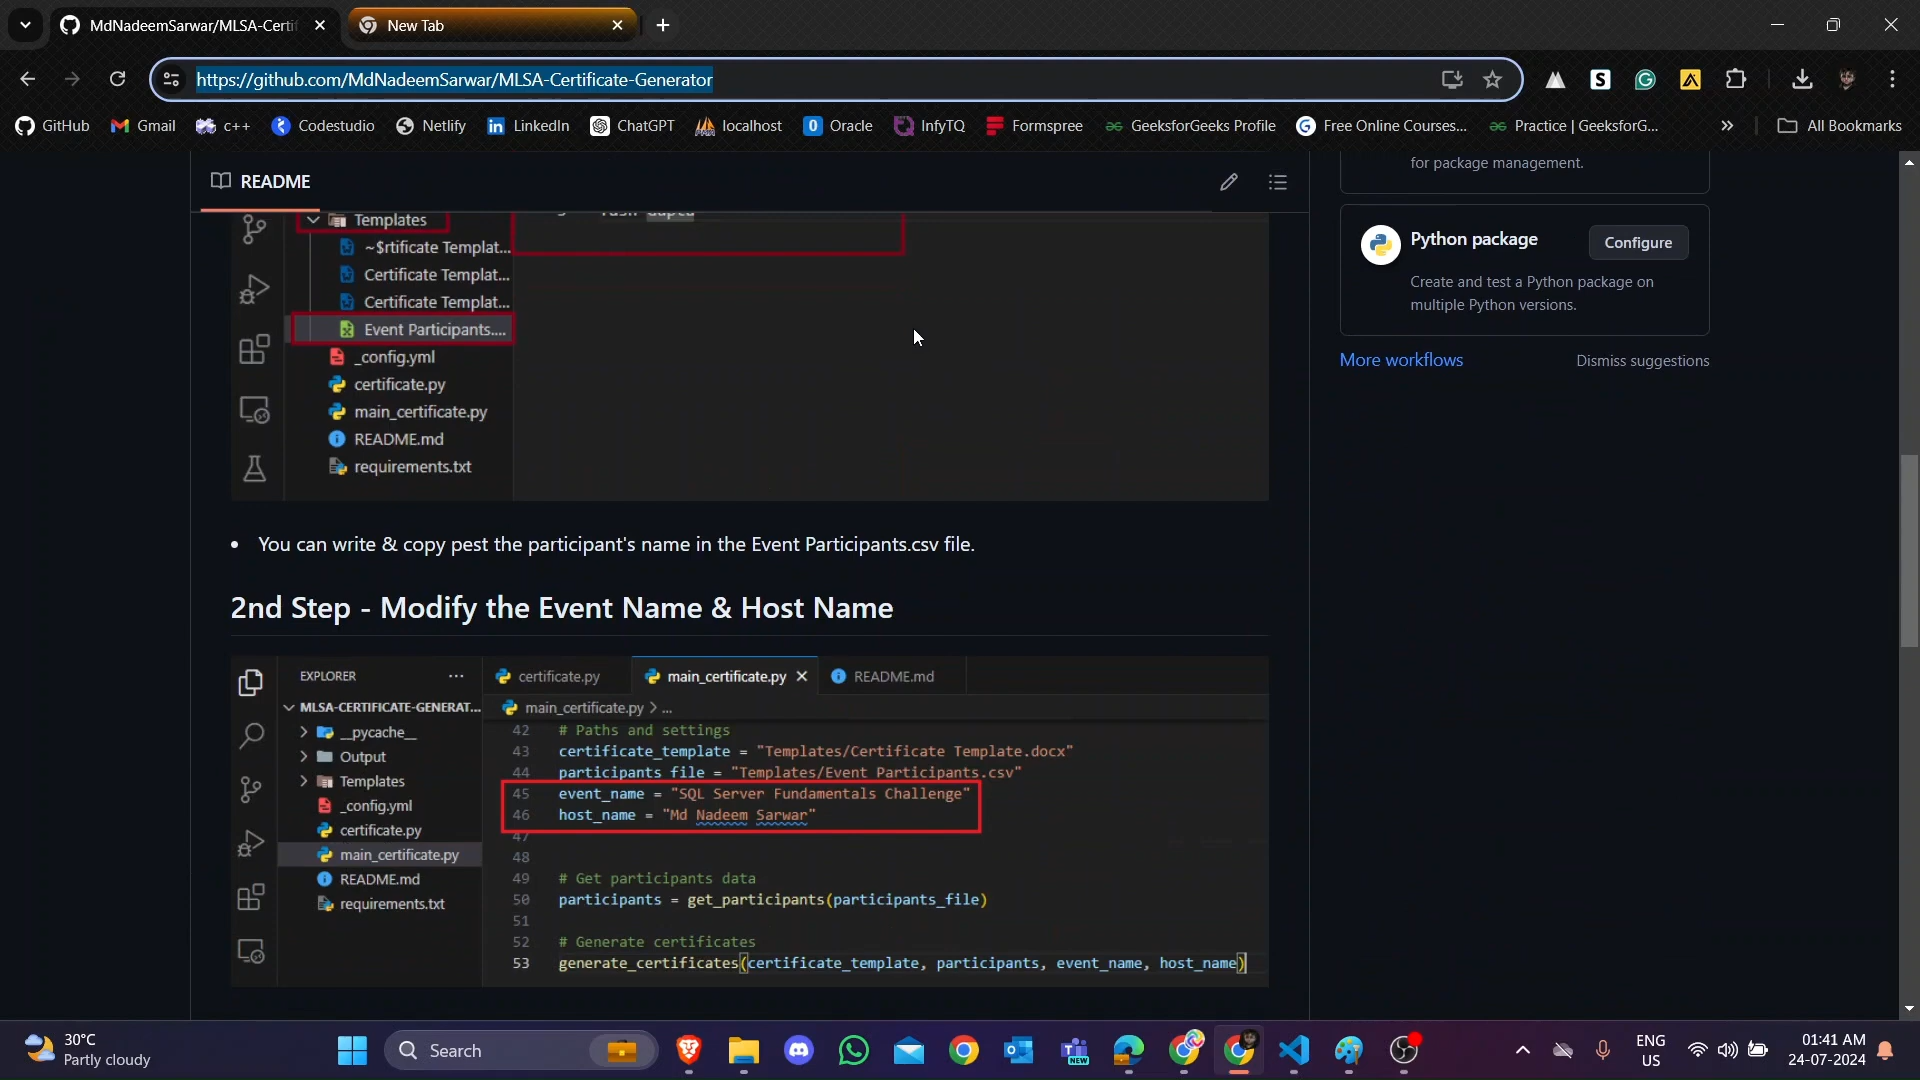 MdNadeemSarwar/MLSA-Certif
New Tab
https://github.com/MdNadeemSarwar/MLSA-Certificate-Generator
GitHub
Gmail
c++
Codestudio
Netlify
LinkedIn
ChatGPT
localhost
Oracle
InfyTQ
Formspree
GeeksforGeeks Profile
Free Online Courses...
Practice | GeeksforG...
All Bookmarks
README
Templates
~$rtificate Templat...
Certificate Templat...
Certificate Templat...
Event Participants....
_config.yml
certificate.py
main_certificate.py
README.md
requirements.txt
for package management.
Python package
Configure
Create and test a Python package on
multiple Python versions.
More workflows
Dismiss suggestions
• You can write & copy pest the participant's name in the Event Participants.csv file.
2nd Step - Modify the Event Name & Host Name
EXPLORER
MLSA-CERTIFICATE-GENERAT...
__pycache__
Output
Templates
_config.yml
certificate.py
main_certificate.py
README.md
requirements.txt
certificate.py
main_certificate.py
README.md
main_certificate.py > ...
42 # Paths and settings
43 certificate_template = "Templates/Certificate Template.docx"
44 participants_file = "Templates/Event Participants.csv"
45 event_name = "SQL Server Fundamentals Challenge"
46 host_name = "Md Nadeem Sarwar"
47
48
49 # Get participants data
50 participants = get_participants(participants_file)
51
52 # Generate certificates
53 generate_certificates(certificate_template, participants, event_name, host_name)
30°C
Partly cloudy
Search
NEW
ENG
US
01:41 AM
24-07-2024